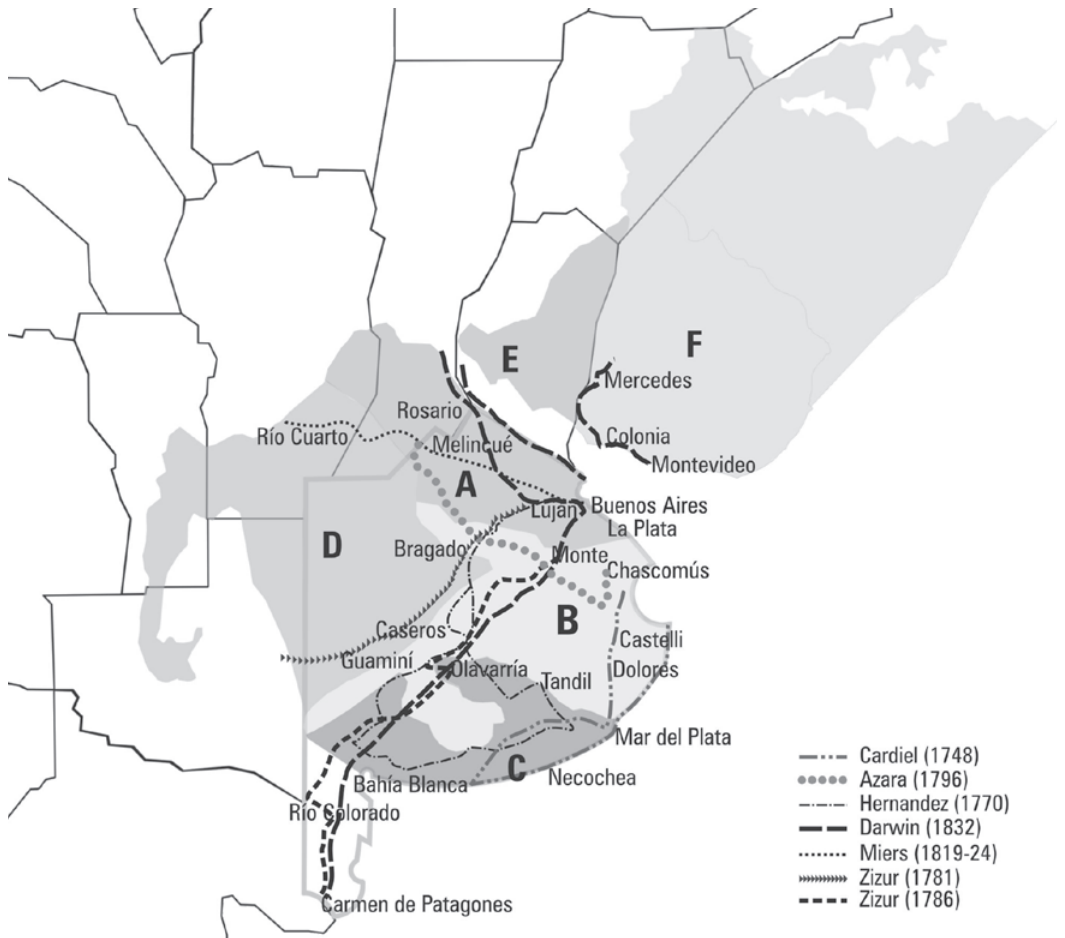 E
F
Mercedes
Rosario
Río Cuarto
Melincué
Colonia
Montevideo
A
Luján
Buenos Aires
La Plata
D
Bragado
Monte
Chascomús
B
Caseros
Castelli
Guaminí
Olavarría
Dolores
Tandil
Mar del Plata
C
Necochea
Bahía Blanca
Río Colorado
Carmen de Patagones
Cardiel (1748)
Azara (1796)
Hernandez (1770)
Darwin (1832)
Miers (1819-24)
Zizur (1781)
Zizur (1786)